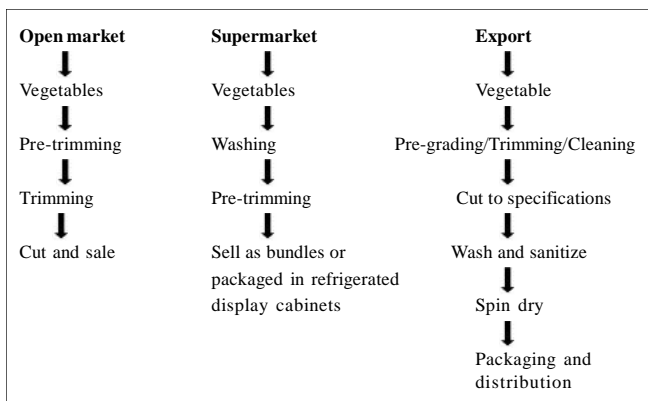 Open market
Vegetables
Pre-trimming
Trimming
Cut and sale
Supermarket
Vegetables
Washing
Pre-trimming
Sell as bundles or
packaged in refrigerated
display cabinets
Export
Vegetable
Pre-grading/Trimming/Cleaning
Cut to specifications
Wash and sanitize
Spin dry
Packaging and
distribution